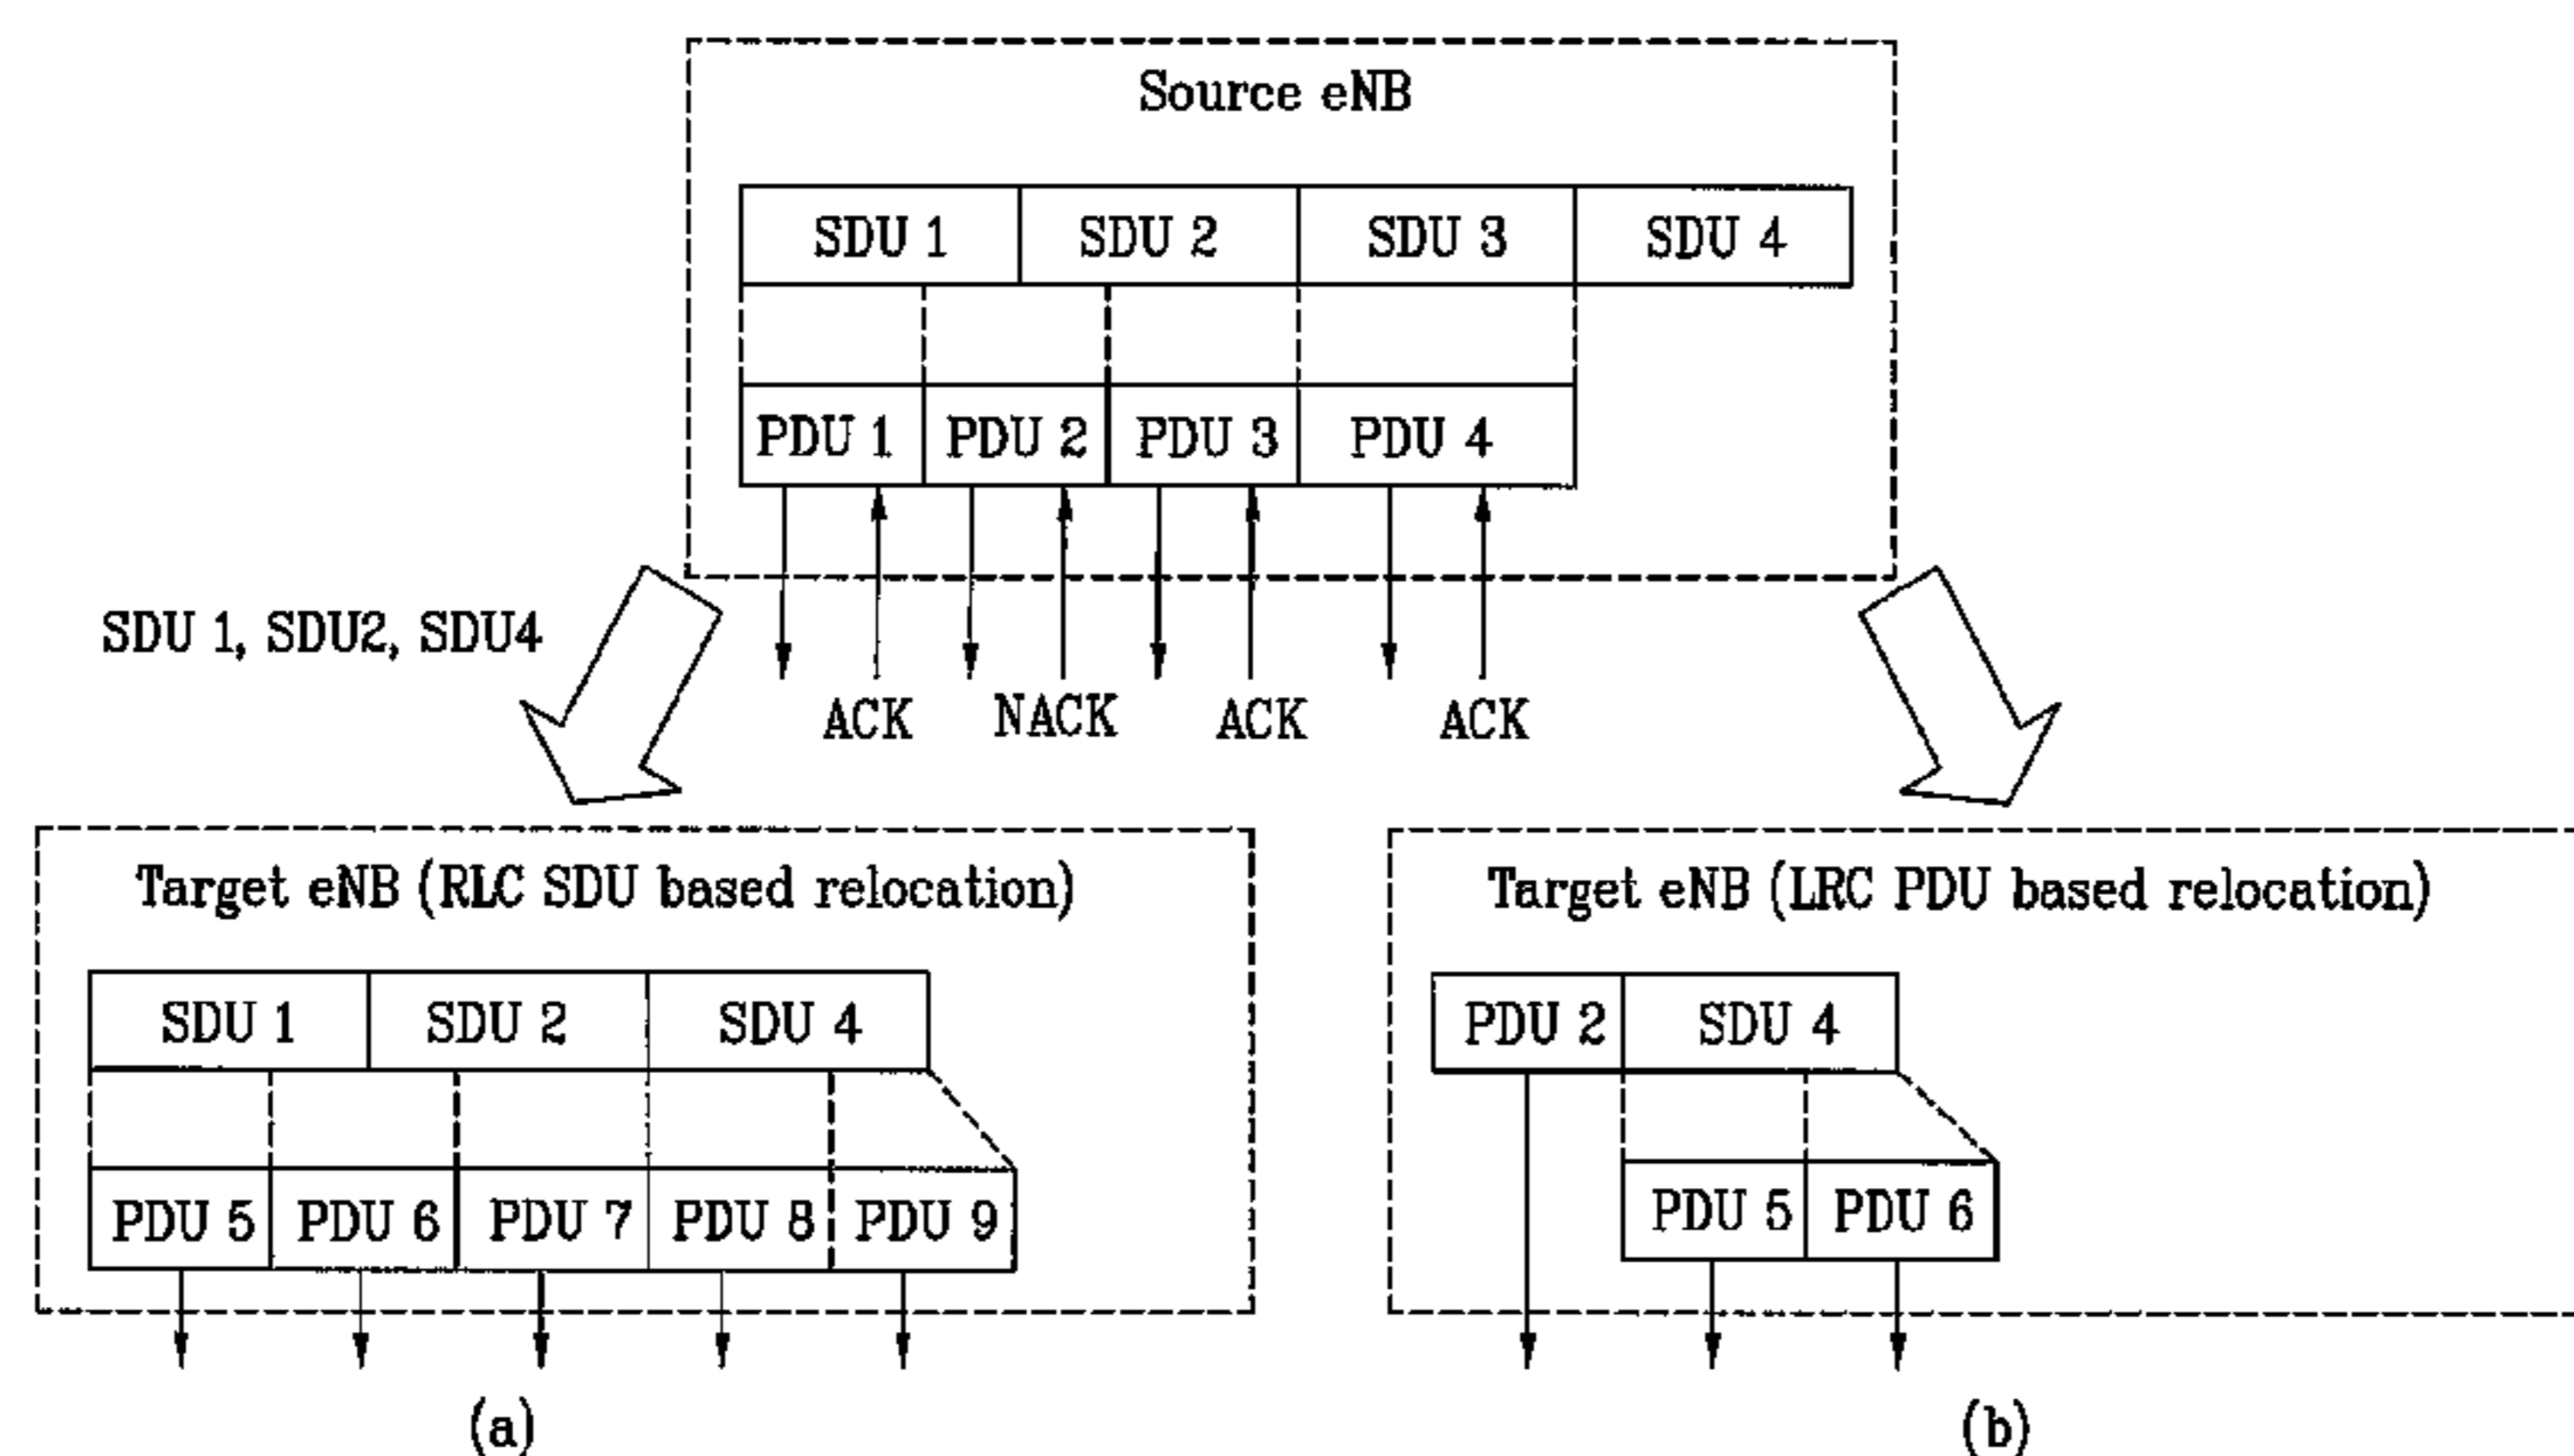 Source eNB
SDU 1 SDU 2 SDU 3 SDU 4
PDU 1 PDU 2 PDU 3 PDU 4
SDU 1, SDU2, SDU4
ACK NACK ACK ACK
Target eNB (RLC SDU based relocation)
SDU 1 SDU 2 SDU 4
PDU 5 PDU 6 PDU 7 PDU 8 PDU 9
(a)
Target eNB (LRC PDU based relocation)
PDU 2 SDU 4
PDU 5 PDU 6
(b)